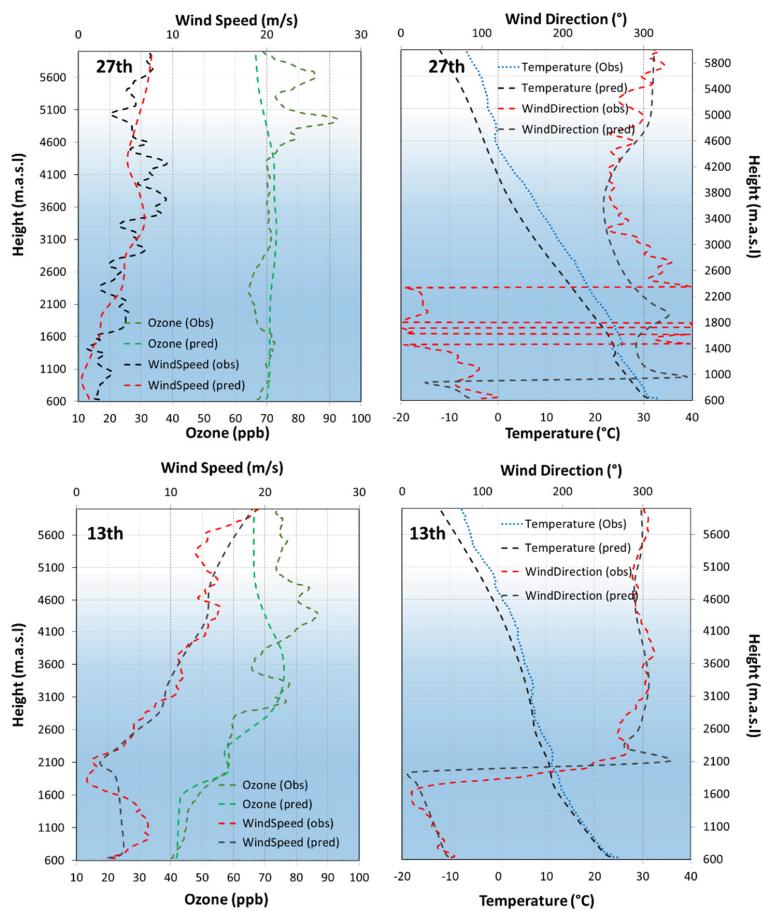 Wind Speed (m/s)
0 10 20 30
27th
5600
5100
4600
4100
3600
3100
2600
2100
1600
1100
600
Height (m.a.s.l)
Ozone (Obs)
Ozone (pred)
WindSpeed (obs)
WindSpeed (pred)
10 20 30 40 50 60 70 80 90 100
Ozone (ppb)
Wind Direction (°)
0 100 200 300
27th
Temperature (Obs)
Temperature (pred)
WindDirection (obs)
WindDirection (pred)
5800
5400
5000
4600
4200
3800
3400
3000
2600
2200
1800
1400
1000
600
Height (m.a.s.l)
-20 -10 0 10 20 30 40
Temperature (°C)
Wind Speed (m/s)
0 10 20 30
13th
5600
5100
4600
4100
3600
3100
2600
2100
1600
1100
600
Height (m.a.s.l)
Ozone (Obs)
Ozone (pred)
WindSpeed (obs)
WindSpeed (pred)
10 20 30 40 50 60 70 80 90 100
Ozone (ppb)
Wind Direction (°)
0 100 200 300
13th
Temperature (Obs)
Temperature (pred)
WindDirection (obs)
WindDirection (pred)
5600
5100
4600
4100
3600
3100
2600
2100
1600
1100
600
Height (m.a.s.l)
-20 -10 0 10 20 30 40
Temperature (°C)